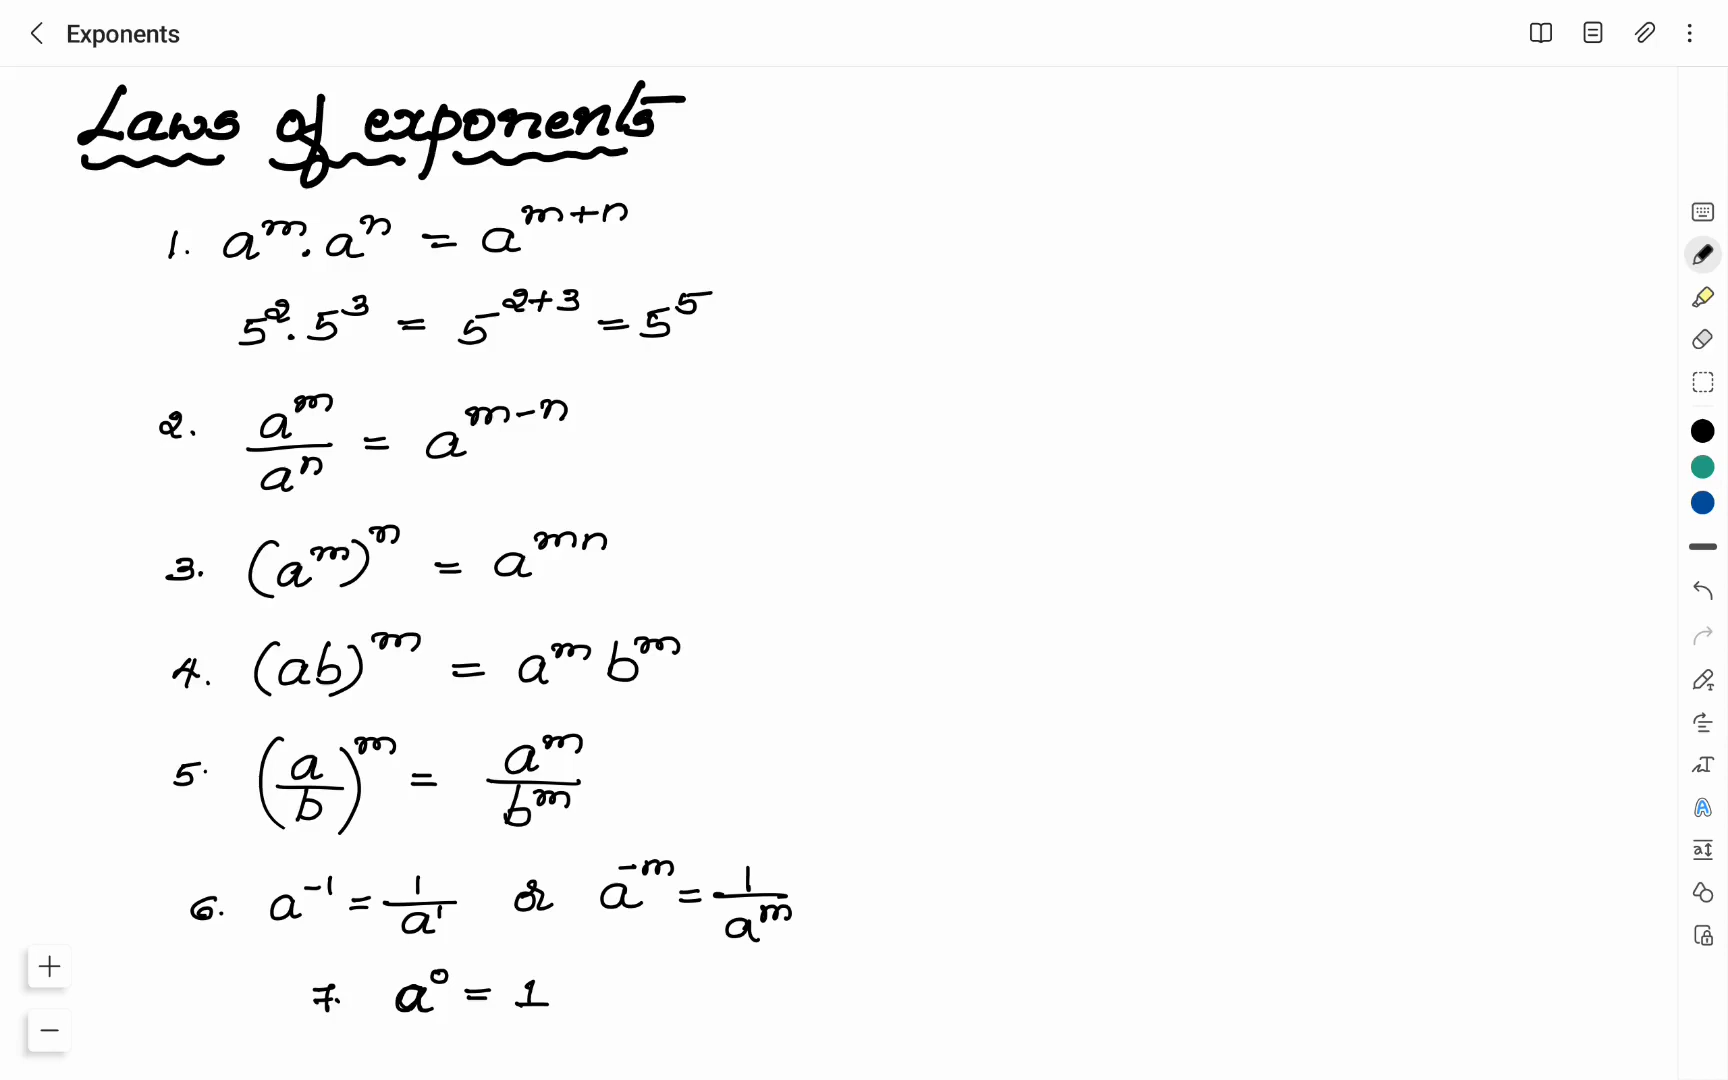 Exponents
Laws of exponents
1. a^m . a^n = a^(m+n)
5^2 . 5^3 = 5^(2+3) = 5^5
2. a^m / a^n = a^(m-n)
3. (a^m)^n = a^(mn)
4. (ab)^m = a^m b^m
5. (a/b)^m = a^m / b^m
6. a^(-1) = 1/a^1 or a^(-m) = 1/a^m
7. a^0 = 1